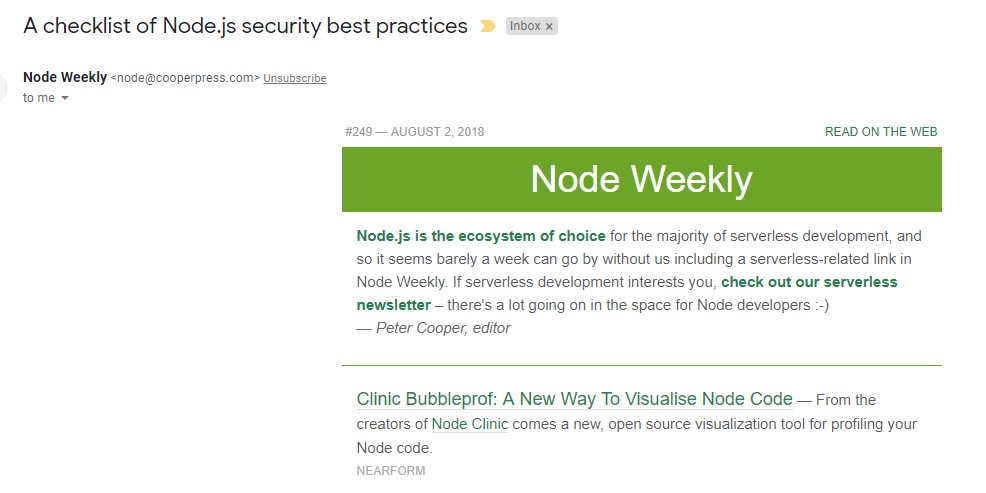 A checklist of Node.js security best practices Inbox ×
Node Weekly <node@cooperpress.com> Unsubscribe
to me
#249 — AUGUST 2, 2018 READ ON THE WEB
Node Weekly
Node.js is the ecosystem of choice for the majority of serverless development, and
so it seems barely a week can go by without us including a serverless-related link in
Node Weekly. If serverless development interests you, check out our serverless
newsletter – there's a lot going on in the space for Node developers :-)
— Peter Cooper, editor
Clinic Bubbleprof: A New Way To Visualise Node Code — From the
creators of Node Clinic comes a new, open source visualization tool for profiling your
Node code.
NEARFORM